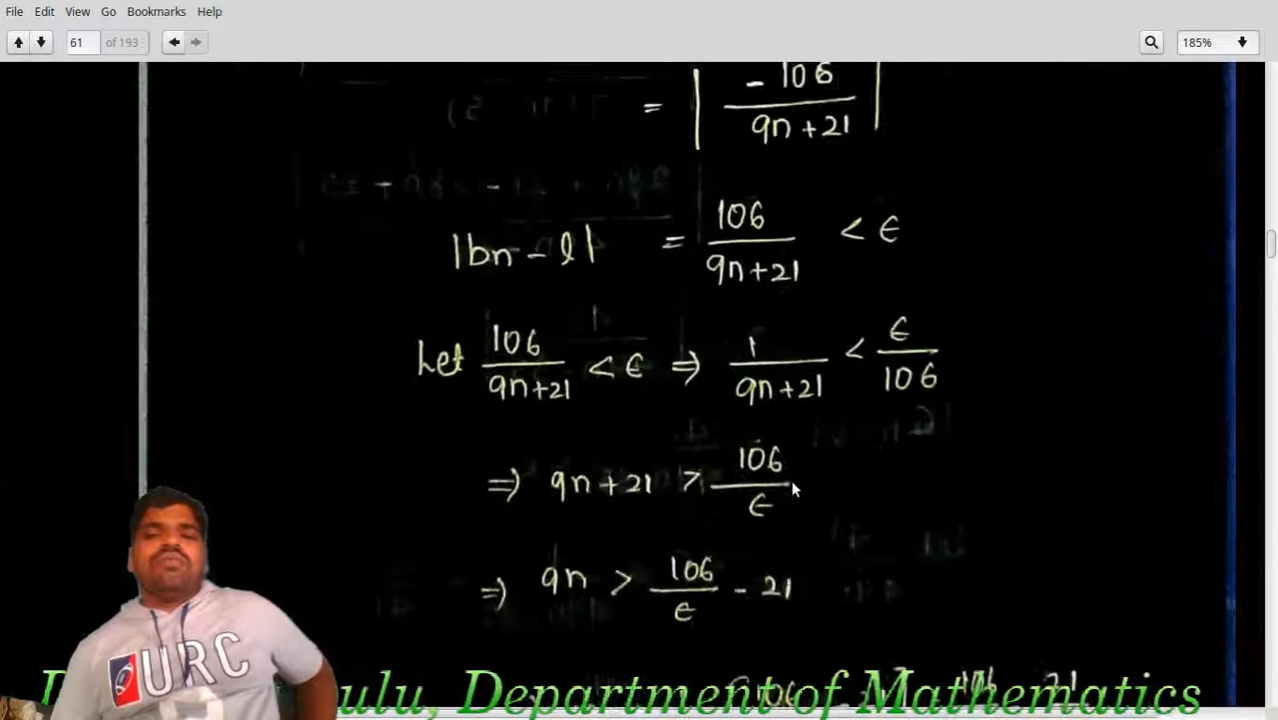 File Edit View Go Bookmarks Help
61 of 193 185%
= | -106 / 9n+21 |
|bn - l| = 106 / 9n+21 < ε
Let 106 / 9n+21 < ε ⇒ 1 / 9n+21 < ε / 106
⇒ 9n+21 > 106 / ε
⇒ 9n > 106 / ε - 21
URC
ulu, Department of Mathematics